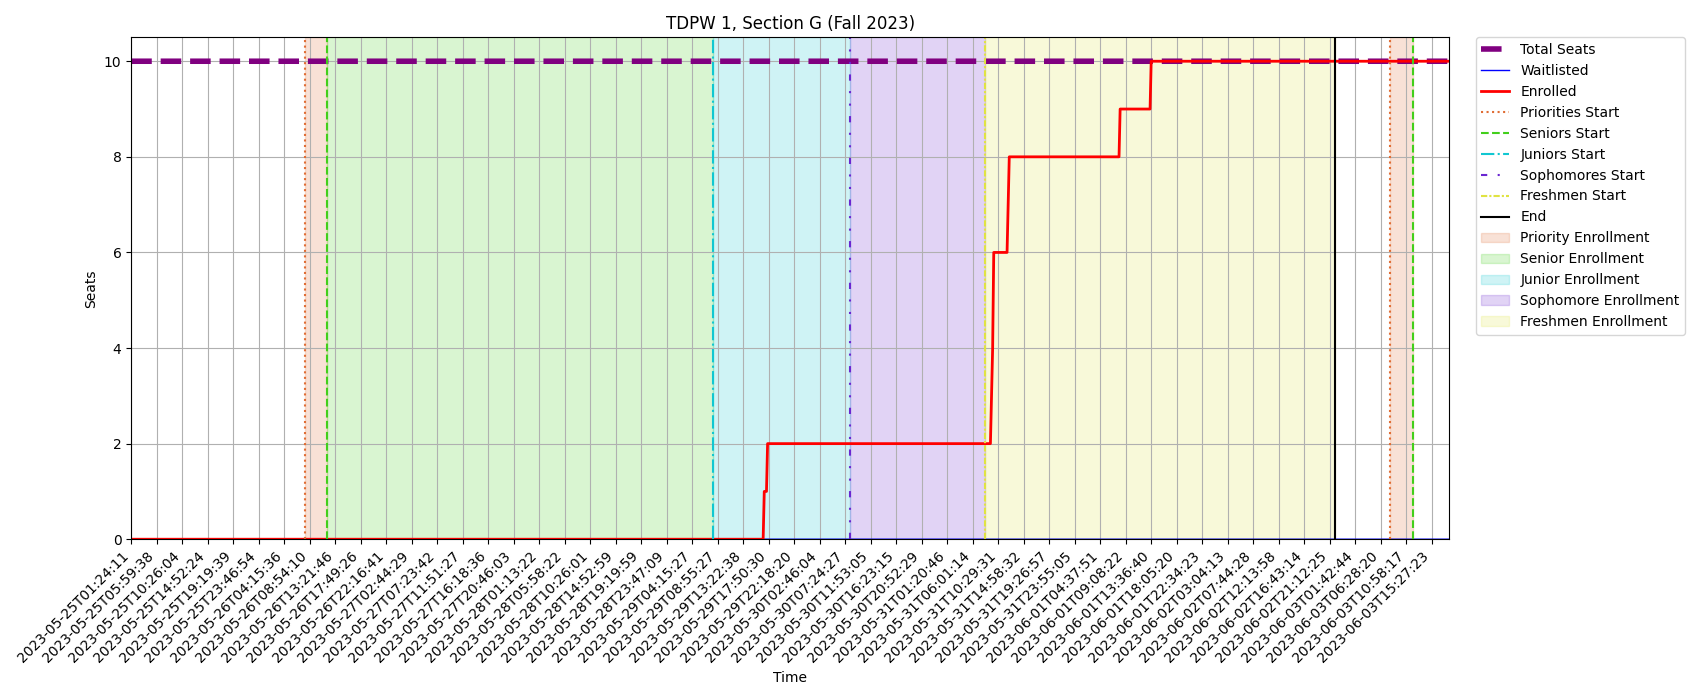 TDPW 1, Section G (Fall 2023)
10
8
6
4
2
0
Seats
2023-05-25T01:24:11
2023-05-25T05:59:38
2023-05-25T10:26:04
2023-05-25T14:52:24
2023-05-25T19:19:39
2023-05-25T23:46:54
2023-05-26T04:15:36
2023-05-26T08:54:10
2023-05-26T13:21:46
2023-05-26T17:49:26
2023-05-26T22:16:41
2023-05-27T02:44:29
2023-05-27T07:23:42
2023-05-27T11:51:27
2023-05-27T16:18:36
2023-05-27T20:46:03
2023-05-28T01:13:22
2023-05-28T05:58:22
2023-05-28T10:26:01
2023-05-28T14:52:59
2023-05-28T19:19:59
2023-05-28T23:47:09
2023-05-29T04:15:27
2023-05-29T08:55:27
2023-05-29T13:22:38
2023-05-29T17:50:30
2023-05-29T22:18:20
2023-05-30T02:46:04
2023-05-30T07:24:27
2023-05-30T11:53:05
2023-05-30T16:23:15
2023-05-30T20:52:29
2023-05-31T01:20:46
2023-05-31T06:01:14
2023-05-31T10:29:31
2023-05-31T14:58:32
2023-05-31T19:26:57
2023-05-31T23:55:05
2023-06-01T04:37:51
2023-06-01T09:08:22
2023-06-01T13:36:40
2023-06-01T18:05:20
2023-06-01T22:34:23
2023-06-02T03:04:13
2023-06-02T07:44:28
2023-06-02T12:13:58
2023-06-02T16:43:14
2023-06-02T21:12:25
2023-06-03T01:42:44
2023-06-03T06:28:20
2023-06-03T10:58:17
2023-06-03T15:27:23
Time
Total Seats
Waitlisted
Enrolled
Priorities Start
Seniors Start
Juniors Start
Sophomores Start
Freshmen Start
End
Priority Enrollment
Senior Enrollment
Junior Enrollment
Sophomore Enrollment
Freshmen Enrollment